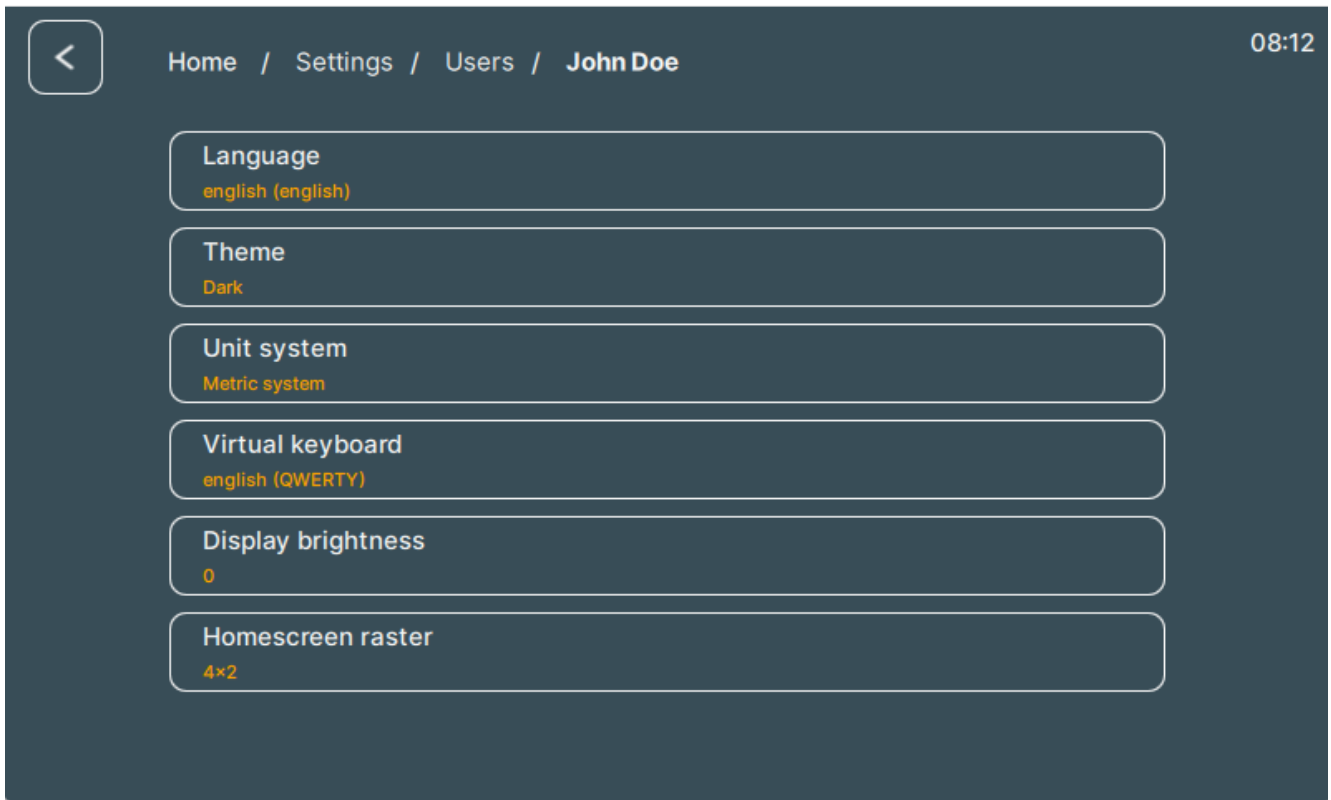 Home / Settings / Users / John Doe
08:12
Language
english (english)
Theme
Dark
Unit system
Metric system
Virtual keyboard
english (QWERTY)
Display brightness
0
Homescreen raster
4×2